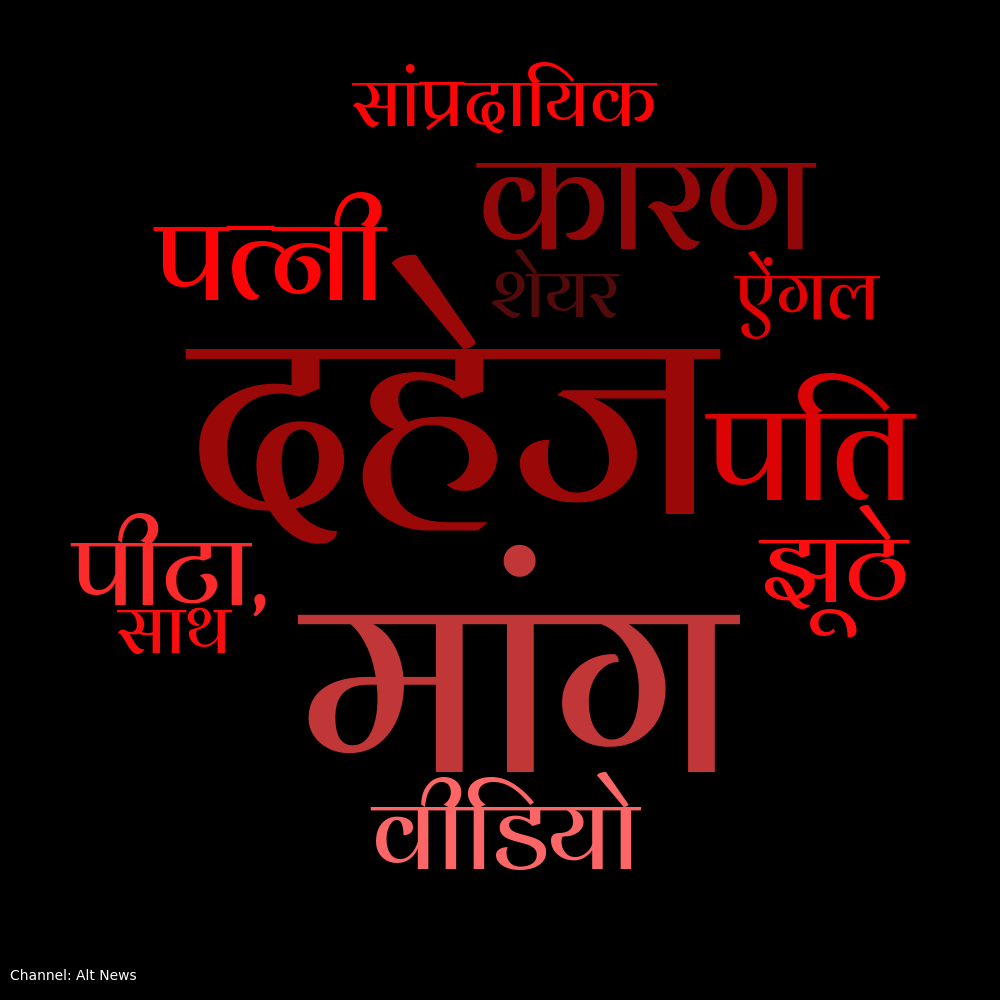 सांप्रदायिक
कारण
पत्नी
शेयर
ऐंगल
दहेज
पति
पीटा,
झूठे
साथ
मांग
वीडियो
Channel: Alt News